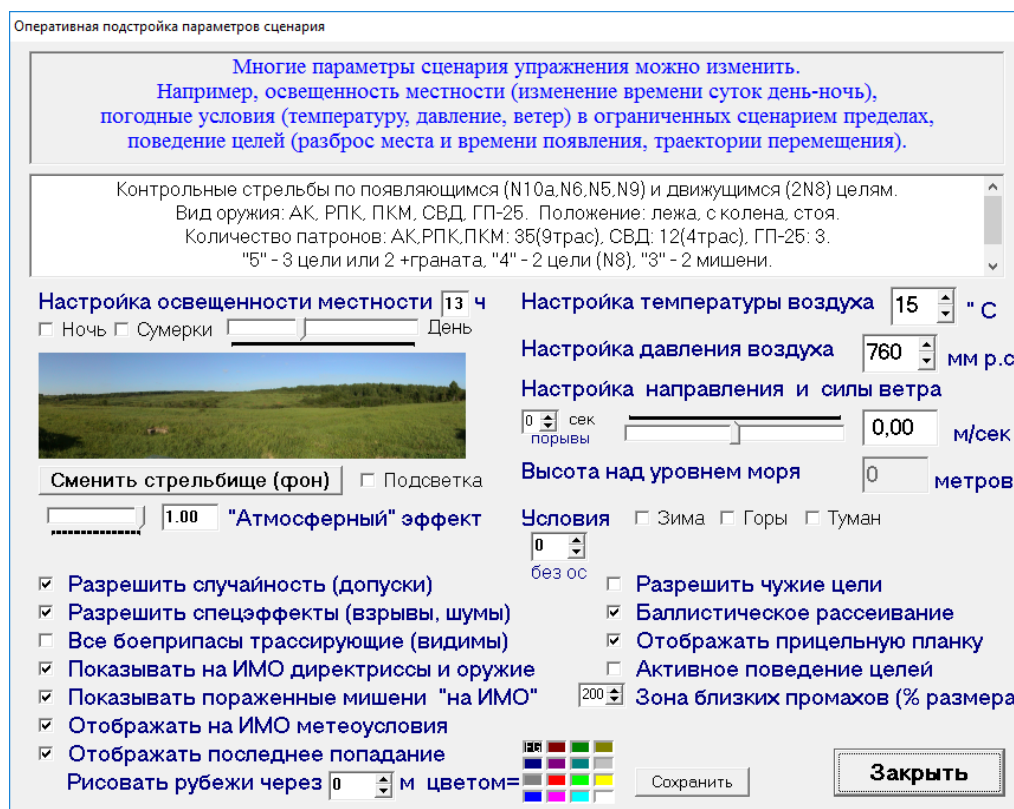 Оперативная подстройка параметров сценария
Многие параметры сценария упражнения можно изменить.
Например, освещенность местности (изменение времени суток день-ночь),
погодные условия (температуру, давление, ветер) в ограниченных сценарием пределах,
поведение целей (разброс места и времени появления, траектории перемещения).
Контрольные стрельбы по появляющимся (N10а,N6,N5,N9) и движущимся (2N8) целям.
Вид оружия: АК, РПК, ПКМ, СВД, ГП-25. Положение: лежа, с колена, стоя.
Количество патронов: АК,РПК,ПКМ: 35(9трас), СВД: 12(4трас), ГП-25: 3.
"5" - 3 цели или 2 +граната, "4" - 2 цели (N8), "3" - 2 мишени.
Настройка освещенности местности 13 ч
Ночь Сумерки День
Сменить стрельбище (фон) Подсветка
1.00 "Атмосферный" эффект
Настройка температуры воздуха 15 " С
Настройка давления воздуха 760 мм р.с
Настройка направления и силы ветра
0 сек
порывы
0,00 м/сек
Высота над уровнем моря 0 метров
Условия Зима Горы Туман
0
без ос
Разрешить случайность (допуски)
Разрешить спецэффекты (взрывы, шумы)
Все боеприпасы трассирующие (видимы)
Показывать на ИМО директриссы и оружие
Показывать пораженные мишени "на ИМО"
Отображать на ИМО метеоусловия
Отображать последнее попадание
Рисовать рубежи через 0 м цветом=
FG
Разрешить чужие цели
Баллистическое рассеивание
Отображать прицельную планку
Активное поведение целей
200 Зона близких промахов (% размера
Сохранить
Закрыть